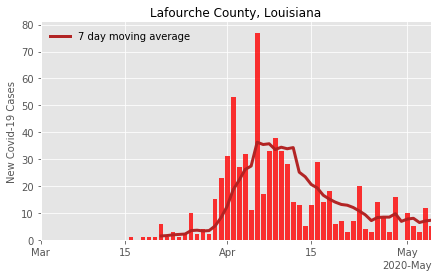 Lafourche County, Louisiana
7 day moving average
New Covid-19 Cases
80
70
60
50
40
30
20
10
0
Mar
15
Apr
15
May
2020-May